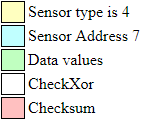 Sensor type is 4
Sensor Address 7
Data values
CheckXor
Checksum